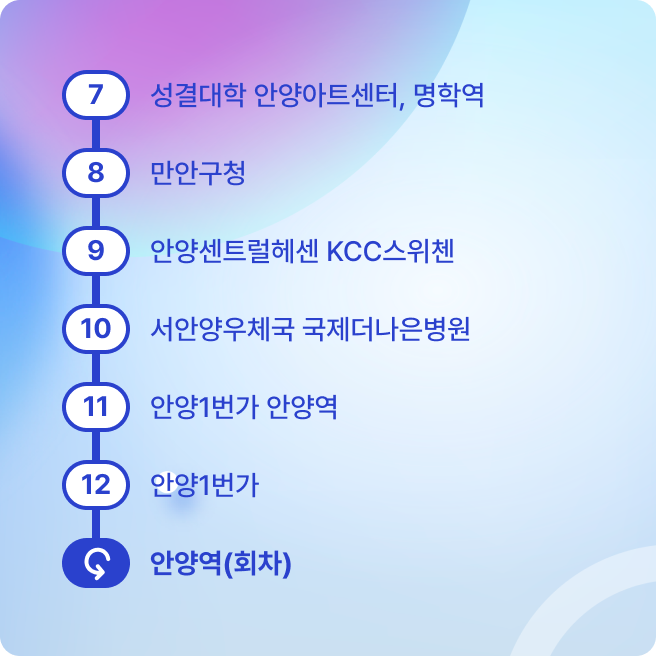 7 성결대학 안양아트센터, 명학역
8 만안구청
9 안양센트럴헤센 KCC스위첸
10 서안양우체국 국제더나은병원
11 안양1번가 안양역
12 안양1번가
안양역(회차)